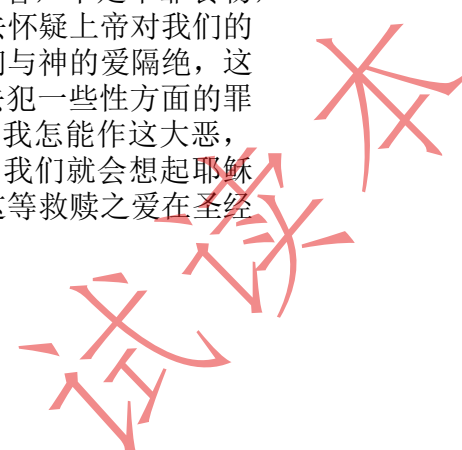 去怀疑上帝对我们的
们与神的爱隔绝，这
去犯一些性方面的罪
我怎能作这大恶，
我们就会想起耶稣
这等救赎之爱在圣经
试读本